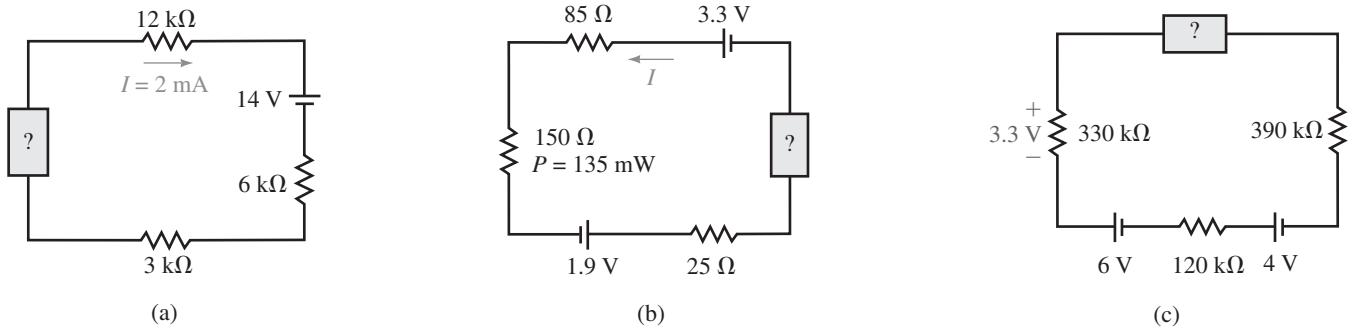 12 kΩ
I = 2 mA
14 V
?
6 kΩ
3 kΩ
(a)
85 Ω
3.3 V
I
150 Ω
P = 135 mW
?
1.9 V
25 Ω
(b)
?
+
3.3 V
−
330 kΩ
390 kΩ
6 V
120 kΩ
4 V
(c)